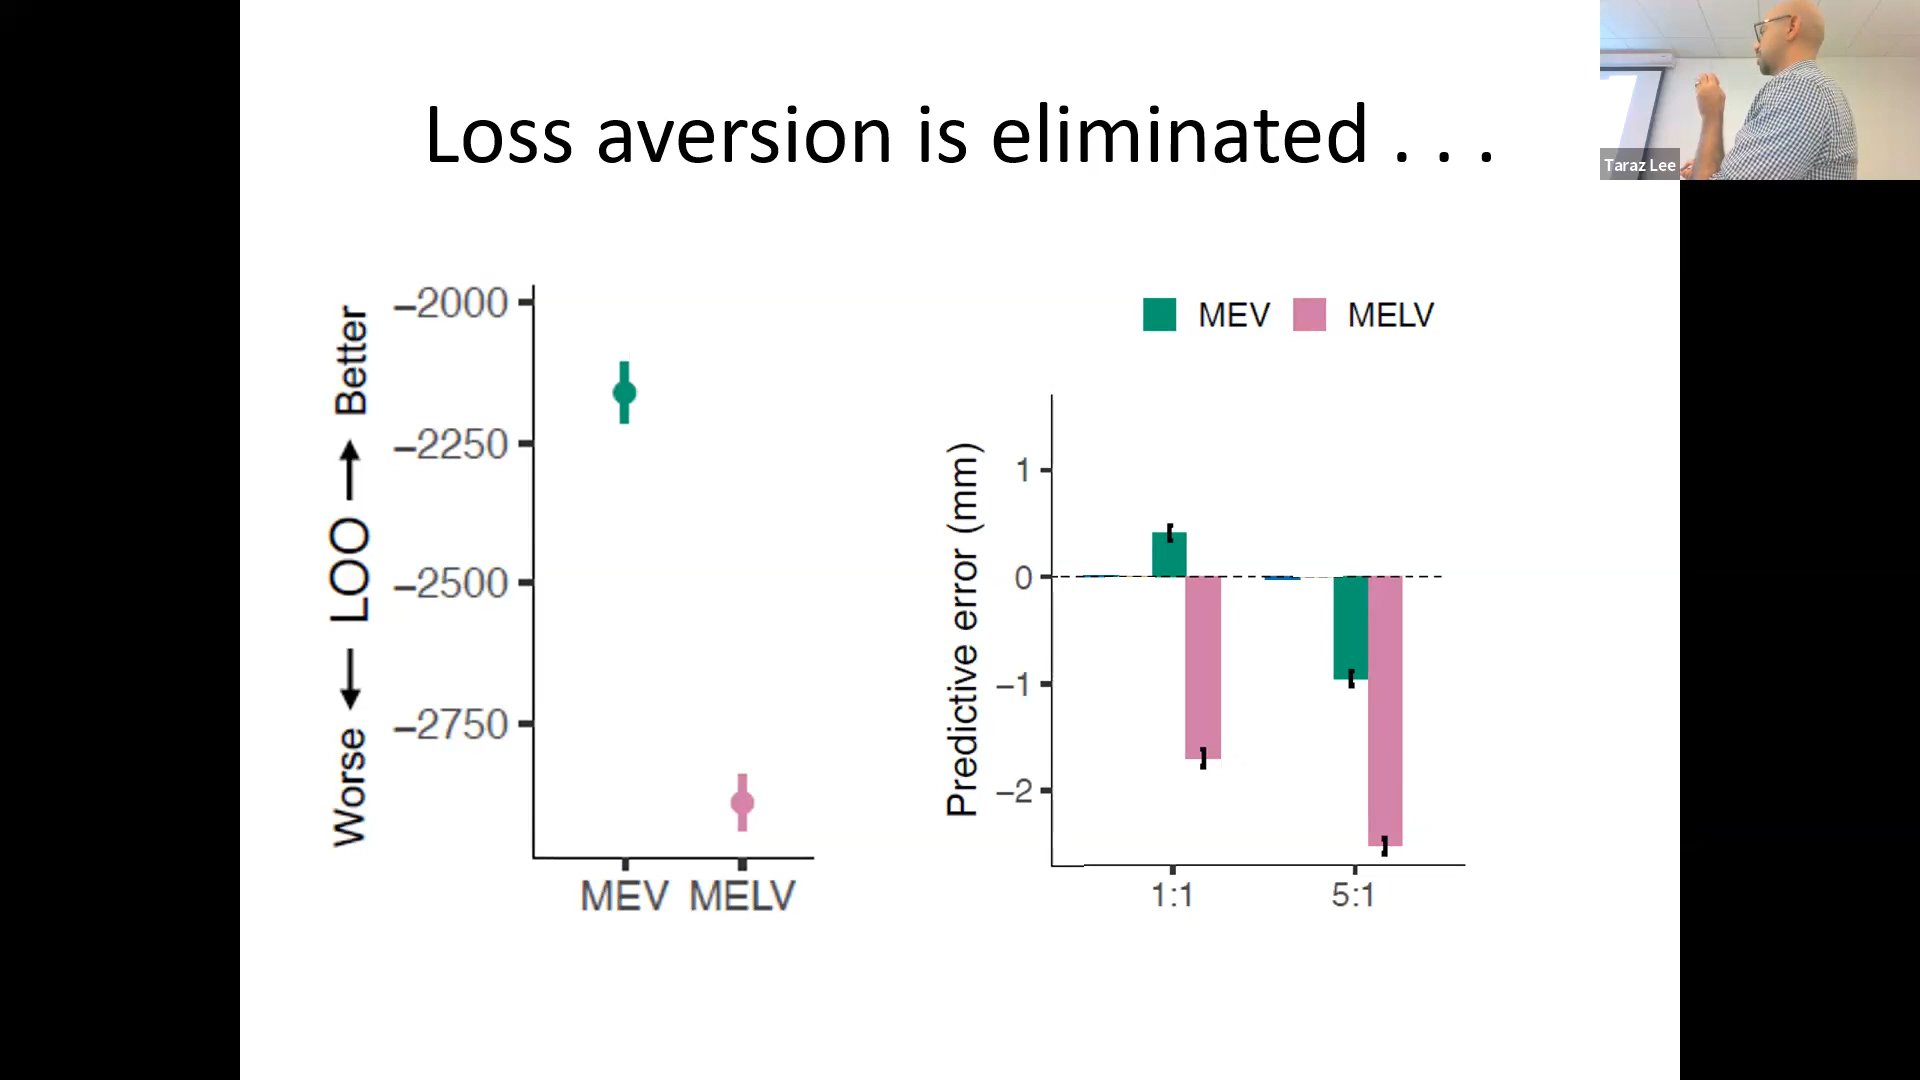 Loss aversion is eliminated . . .
Taraz Lee
Worse ← LOO → Better
−2000
−2250
−2500
−2750
MEV MELV
MEV MELV
Predictive error (mm)
1
0
−1
−2
1:1 5:1